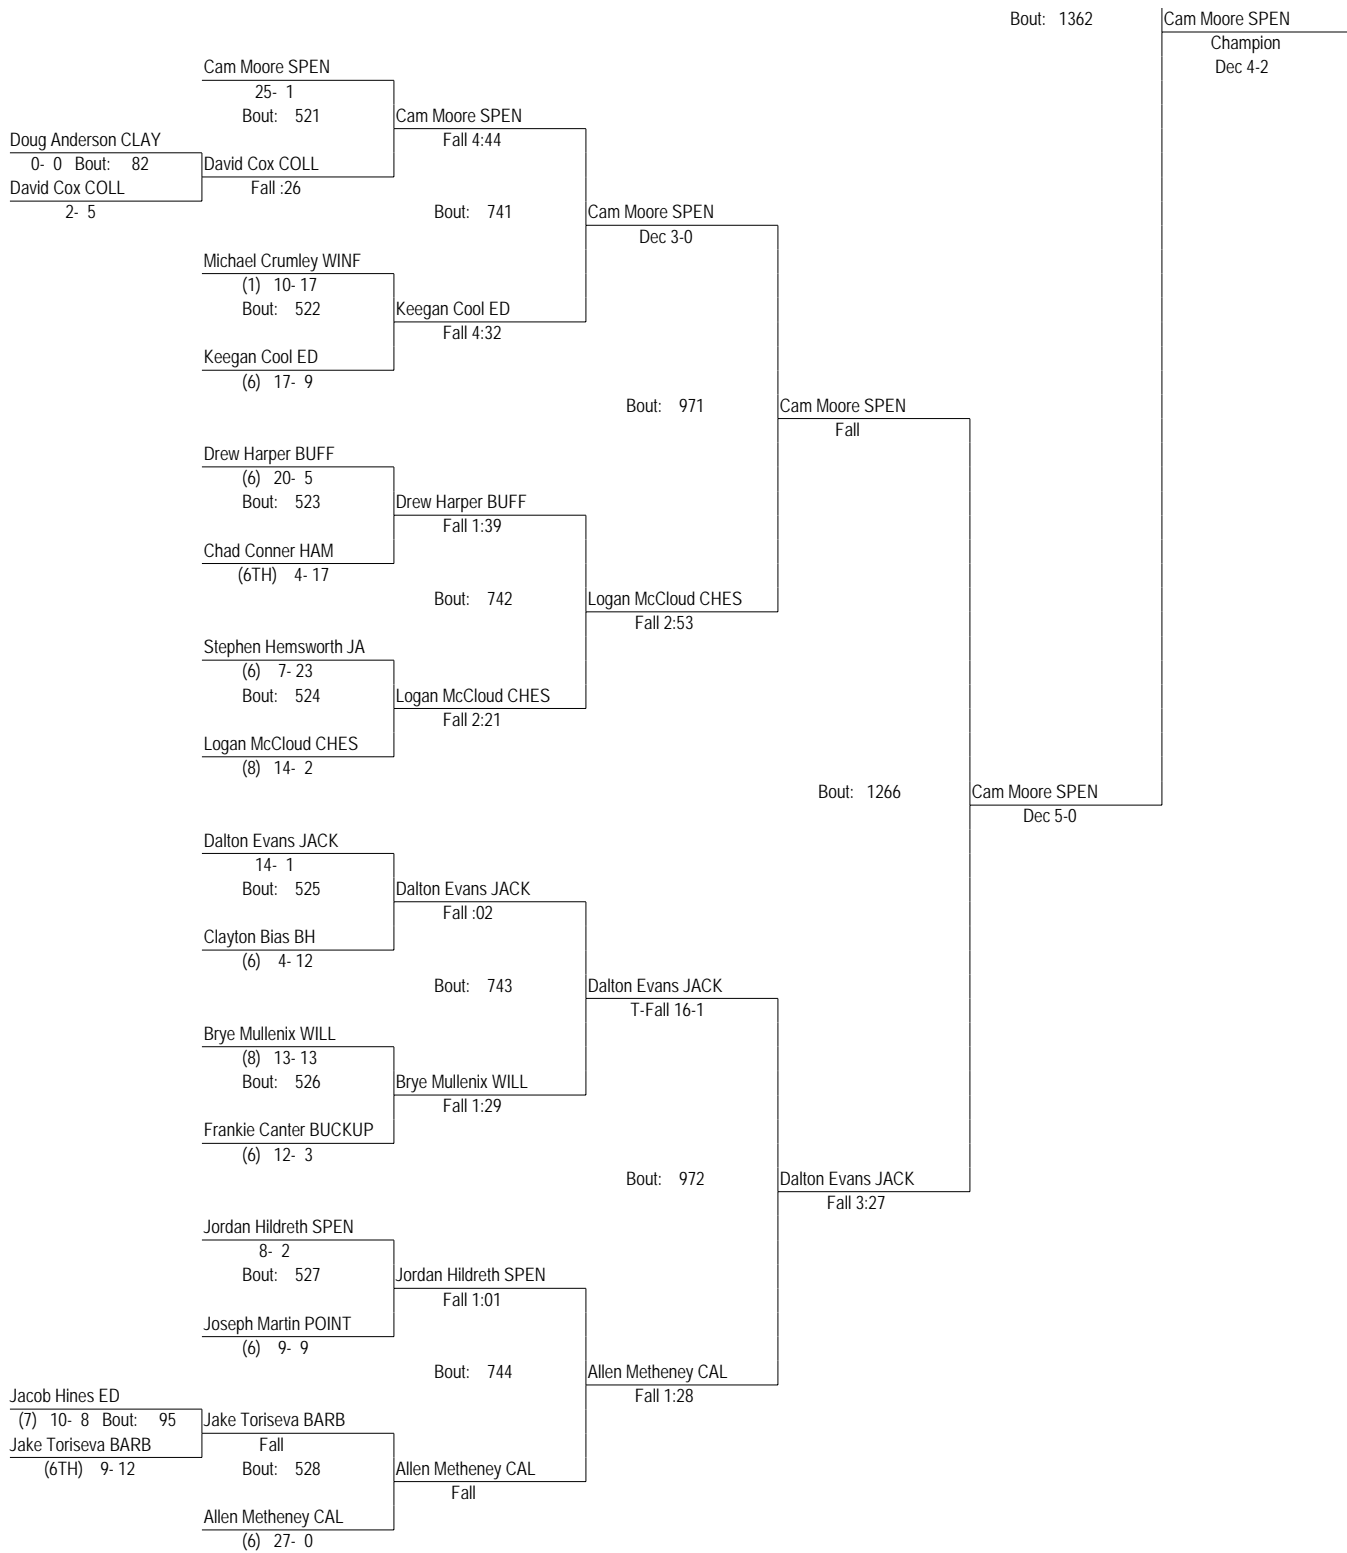 Bout: 1362 Cam Moore SPEN
Champion
Dec 4-2
Cam Moore SPEN
25- 1
Bout: 521 Cam Moore SPEN
Fall 4:44
Doug Anderson CLAY
0- 0 Bout: 82 David Cox COLL
David Cox COLL Fall :26
2- 5
Bout: 741 Cam Moore SPEN
Dec 3-0
Michael Crumley WINF
(1) 10- 17
Bout: 522 Keegan Cool ED
Fall 4:32
Keegan Cool ED
(6) 17- 9
Bout: 971 Cam Moore SPEN
Fall
Drew Harper BUFF
(6) 20- 5
Bout: 523 Drew Harper BUFF
Fall 1:39
Chad Conner HAM
(6TH) 4- 17
Bout: 742 Logan McCloud CHES
Fall 2:53
Stephen Hemsworth JA
(6) 7- 23
Bout: 524 Logan McCloud CHES
Fall 2:21
Logan McCloud CHES
(8) 14- 2
Bout: 1266 Cam Moore SPEN
Dec 5-0
Dalton Evans JACK
14- 1
Bout: 525 Dalton Evans JACK
Fall :02
Clayton Bias BH
(6) 4- 12
Bout: 743 Dalton Evans JACK
T-Fall 16-1
Brye Mullenix WILL
(8) 13- 13
Bout: 526 Brye Mullenix WILL
Fall 1:29
Frankie Canter BUCKUP
(6) 12- 3
Bout: 972 Dalton Evans JACK
Fall 3:27
Jordan Hildreth SPEN
8- 2
Bout: 527 Jordan Hildreth SPEN
Fall 1:01
Joseph Martin POINT
(6) 9- 9
Bout: 744 Allen Metheney CAL
Fall 1:28
Jacob Hines ED
(7) 10- 8 Bout: 95 Jake Toriseva BARB
Jake Toriseva BARB Fall
(6TH) 9- 12 Bout: 528 Allen Metheney CAL
Fall
Allen Metheney CAL
(6) 27- 0